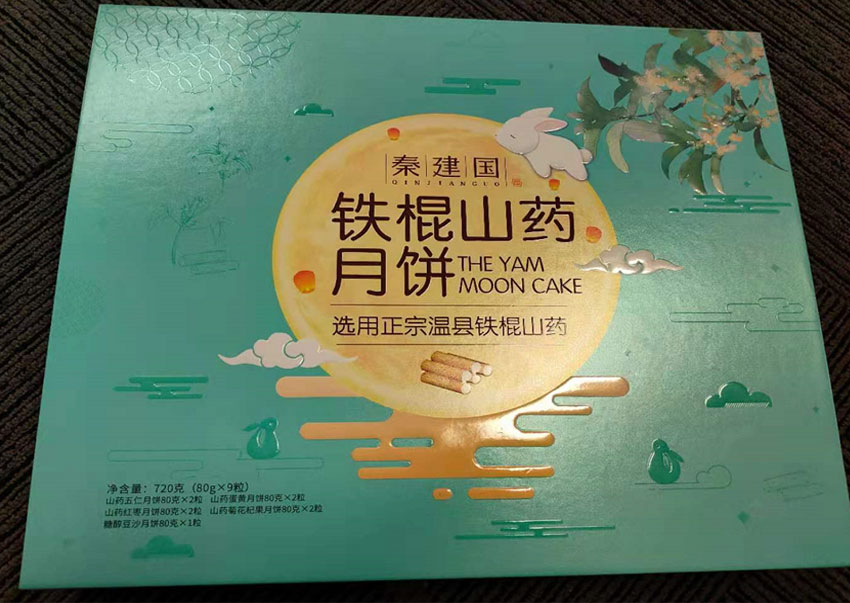 秦建国
QINJIANGUO
铁棍山药
月饼
THE YAM
MOON CAKE
选用正宗温县铁棍山药
净含量：720克（80g×9粒）
山药五仁月饼80克×2粒 山药蛋黄月饼80克×2粒
山药红枣月饼80克×2粒 山药菊花杞果月饼80克×2粒
糖醇豆沙月饼80克×1粒